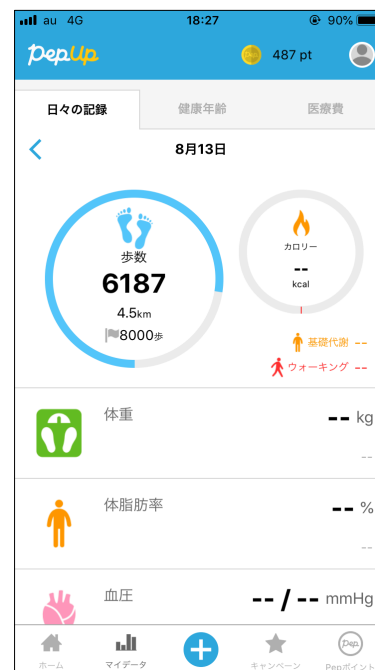 au 4G 18:27 90%
PepUp 487 pt
日々の記録 健康年齢 医療費
8月13日
歩数
6187
4.5km
8000歩
カロリー
--
kcal
基礎代謝 --
ウォーキング --
体重 -- kg
--
体脂肪率 -- %
--
血圧 -- / -- mmHg
ホーム マイデータ キャンペーン Pep Pepポイント